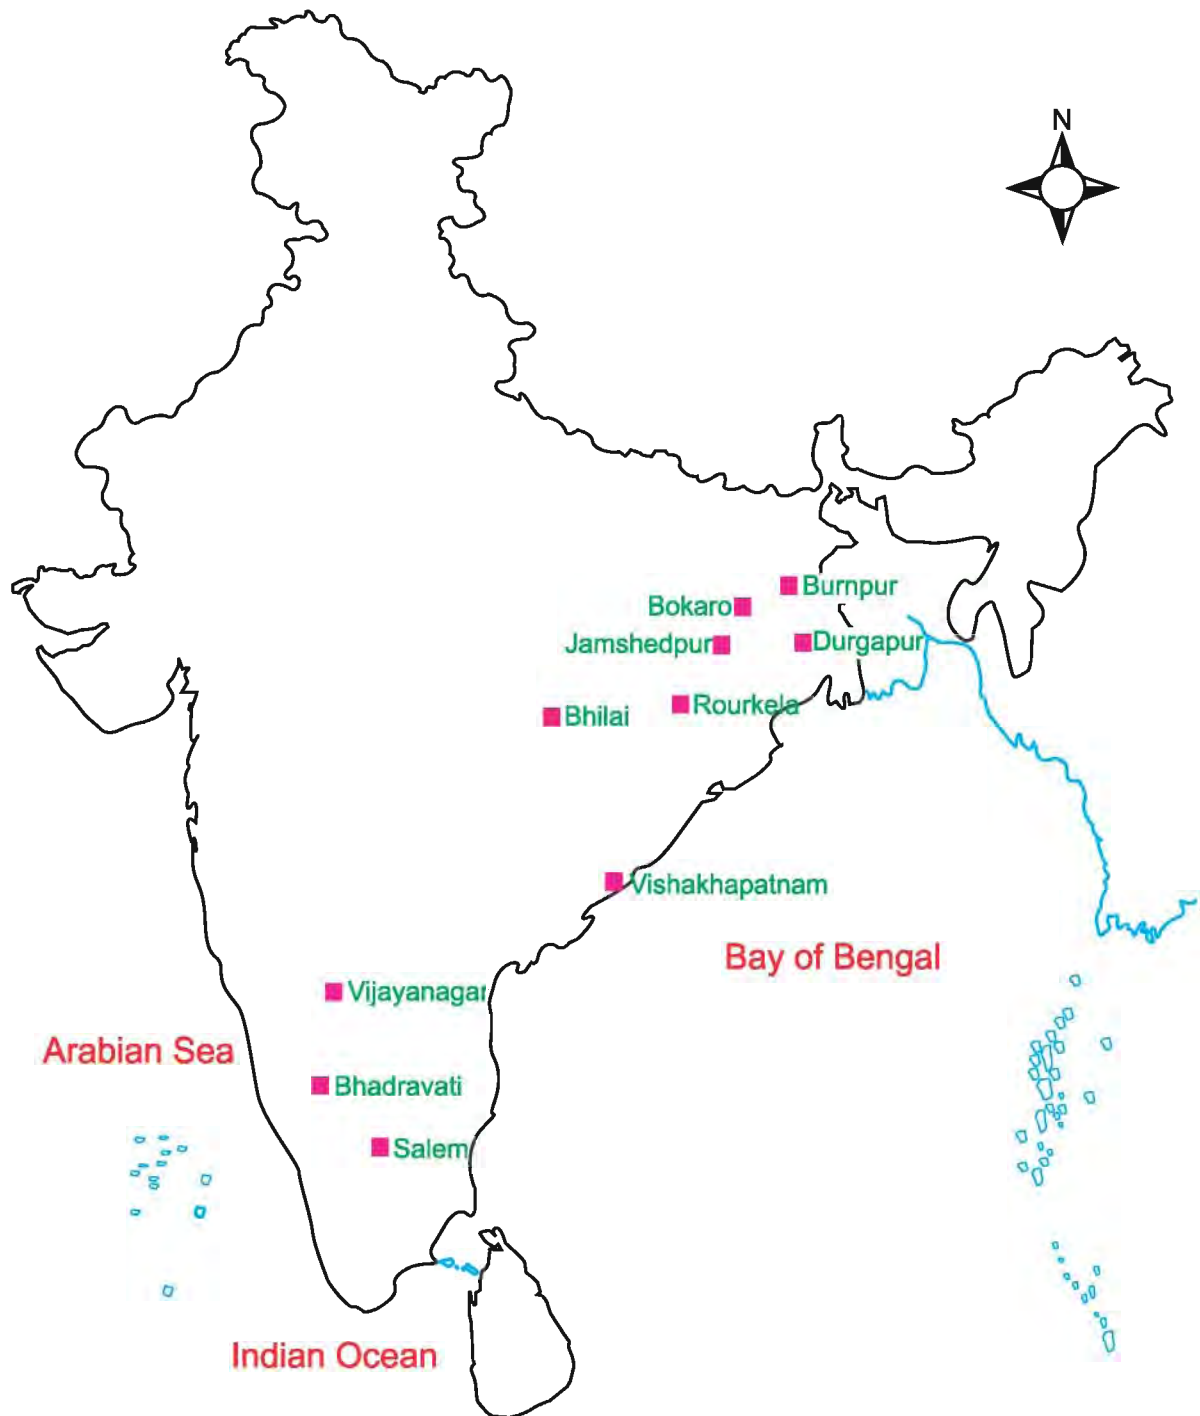 N
Burnpur
Bokaro
Jamshedpur
Durgapur
Rourkela
Bhilai
Vishakhapatnam
Bay of Bengal
Vijayanagar
Arabian Sea
Bhadravati
Salem
Indian Ocean